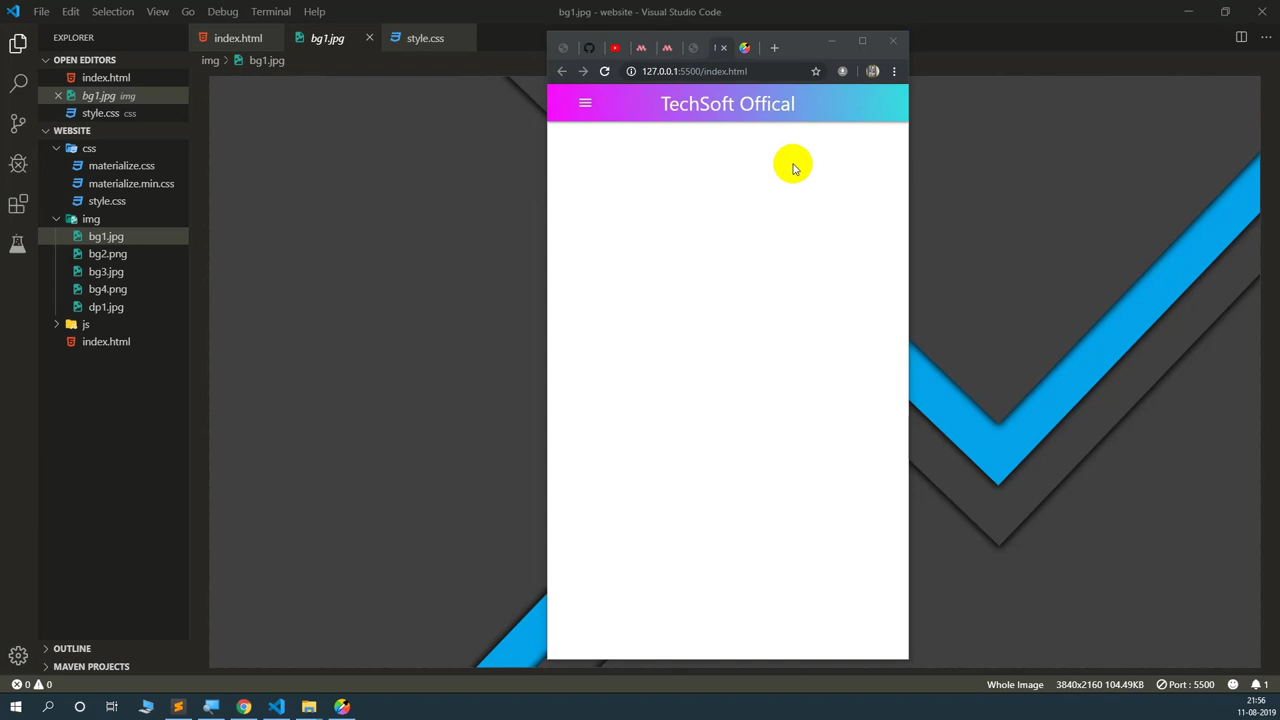 File Edit Selection View Go Debug Terminal Help
bg1.jpg - website - Visual Studio Code
EXPLORER
index.html
bg1.jpg
style.css
img
bg1.jpg
OPEN EDITORS
index.html
bg1.jpg img
style.css css
WEBSITE
css
materialize.css
materialize.min.css
style.css
img
bg1.jpg
bg2.png
bg3.jpg
bg4.png
dp1.jpg
js
index.html
127.0.0.1:5500/index.html
TechSoft Offical
OUTLINE
MAVEN PROJECTS
0 0
Whole Image 3840x2160 104.49KB Port : 5500 1
21:56
11-08-2019